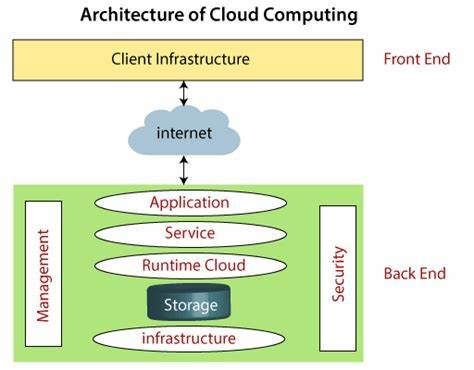 Architecture of Cloud Computing
Client Infrastructure
Front End
internet
Application
Service
Runtime Cloud
Storage
infrastructure
Management
Security
Back End